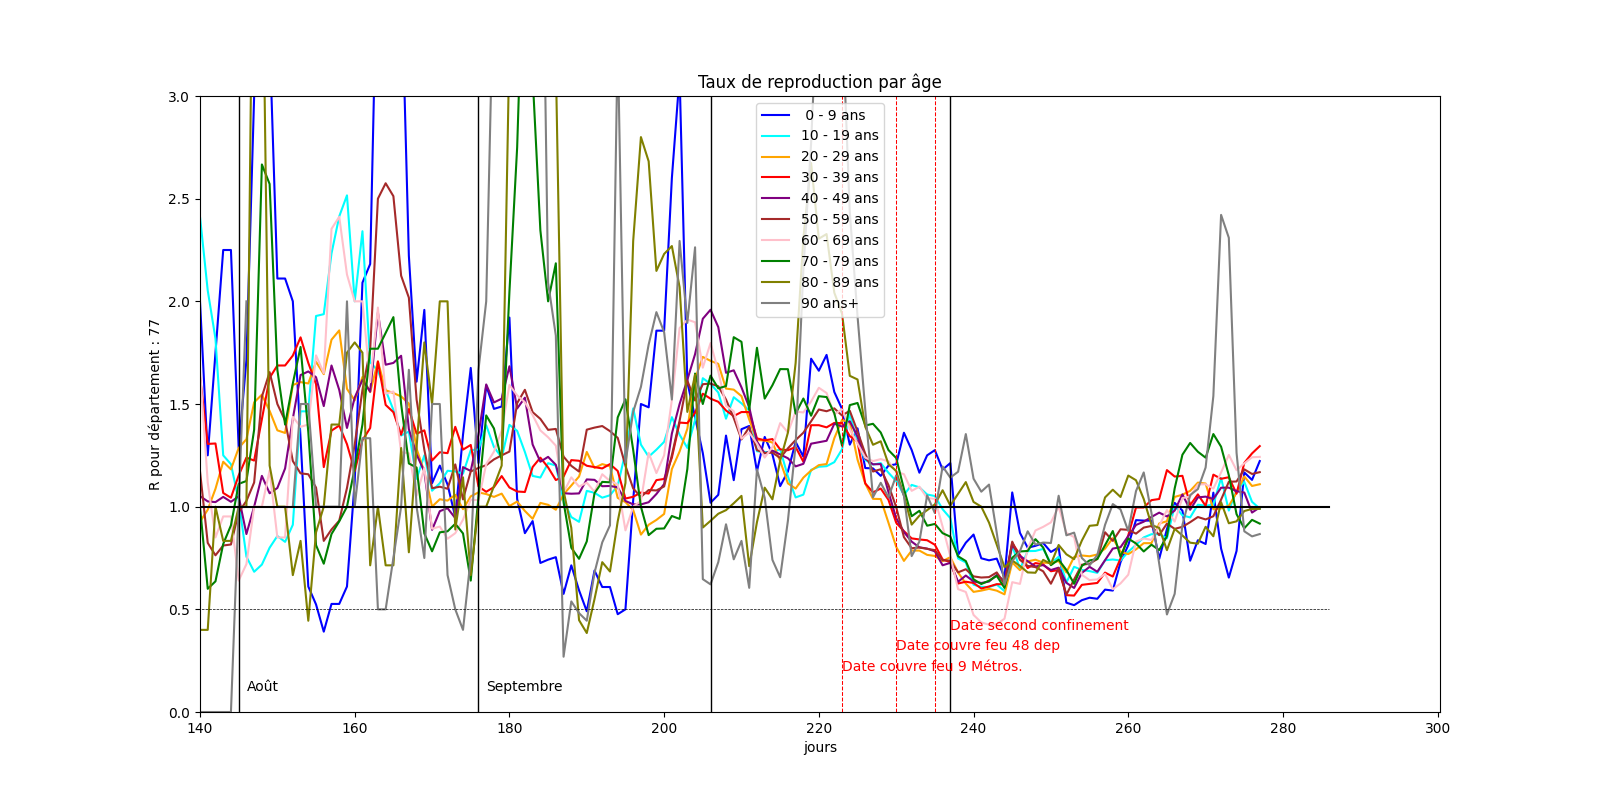 Taux de reproduction par âge
3.0
2.5
2.0
1.5
1.0
0.5
0.0
R pour département : 77
0 - 9 ans
10 - 19 ans
20 - 29 ans
30 - 39 ans
40 - 49 ans
50 - 59 ans
60 - 69 ans
70 - 79 ans
80 - 89 ans
90 ans+
Date second confinement
Date couvre feu 48 dep
Date couvre feu 9 Métros.
Août
Septembre
140
160
180
200
220
240
260
280
300
jours